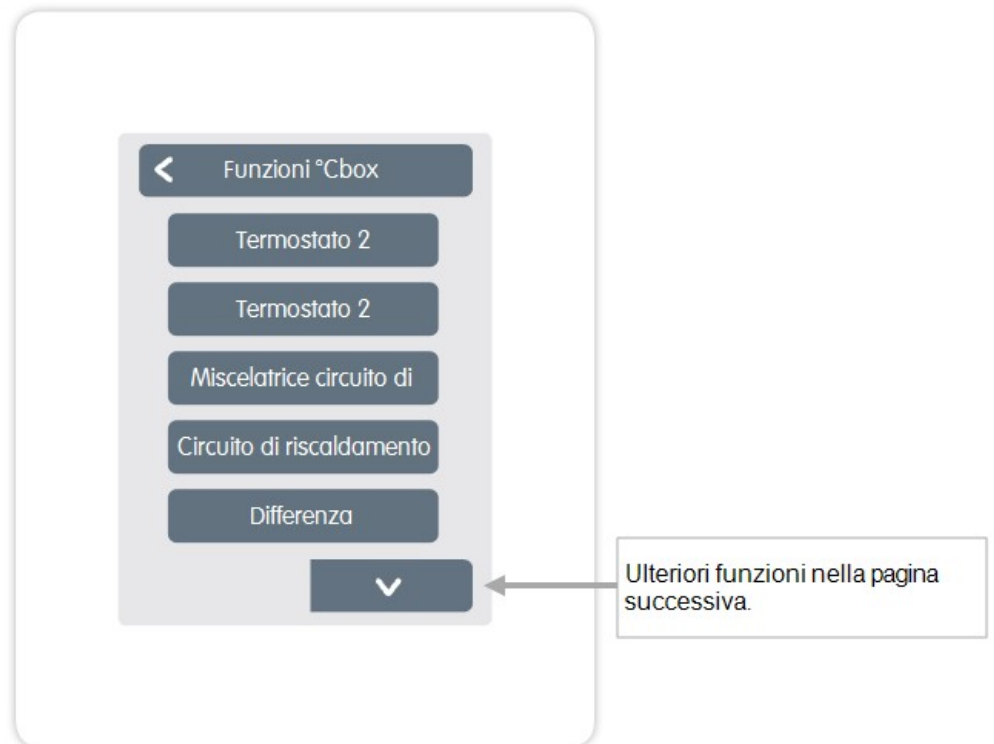 Funzioni °Cbox
Termostato 2
Termostato 2
Miscelatrice circuito di
Circuito di riscaldamento
Differenza
Ulteriori funzioni nella pagina
successiva.